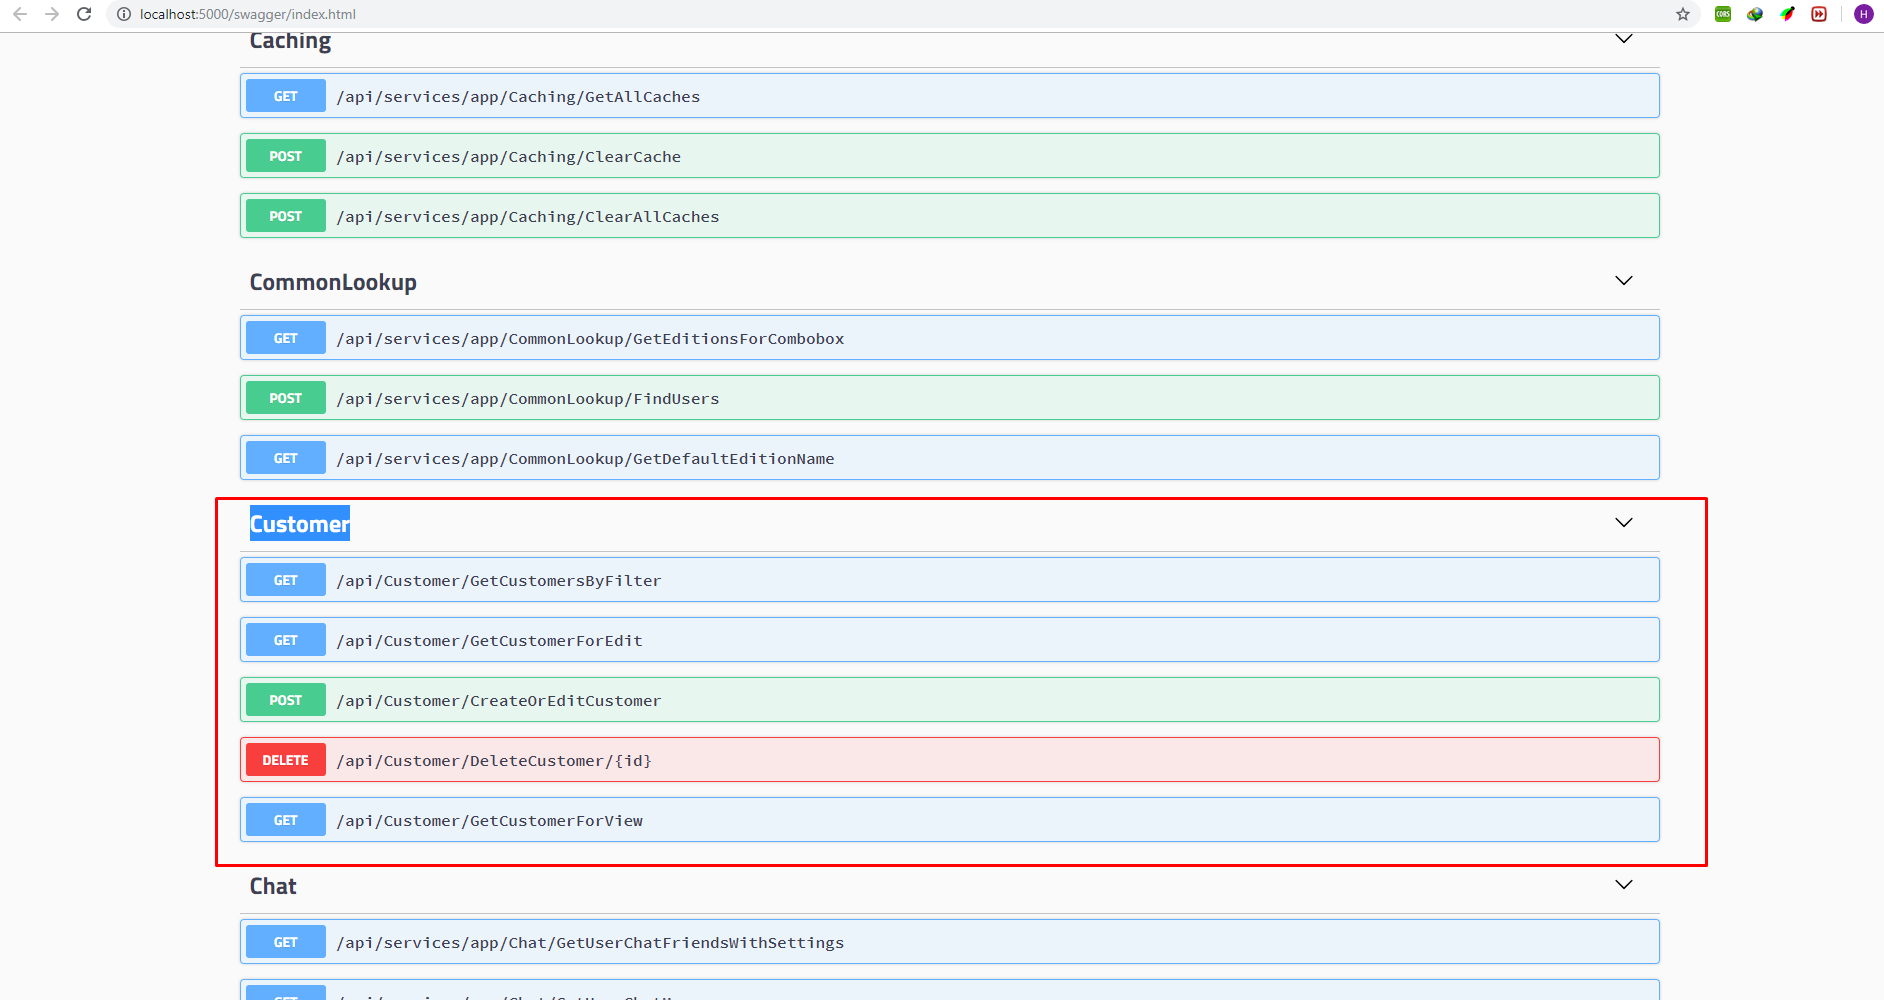 localhost:5000/swagger/index.html
CORS
H
Caching
GET /api/services/app/Caching/GetAllCaches
POST /api/services/app/Caching/ClearCache
POST /api/services/app/Caching/ClearAllCaches
CommonLookup
GET /api/services/app/CommonLookup/GetEditionsForCombobox
POST /api/services/app/CommonLookup/FindUsers
GET /api/services/app/CommonLookup/GetDefaultEditionName
Customer
GET /api/Customer/GetCustomersByFilter
GET /api/Customer/GetCustomerForEdit
POST /api/Customer/CreateOrEditCustomer
DELETE /api/Customer/DeleteCustomer/{id}
GET /api/Customer/GetCustomerForView
Chat
GET /api/services/app/Chat/GetUserChatFriendsWithSettings
GET